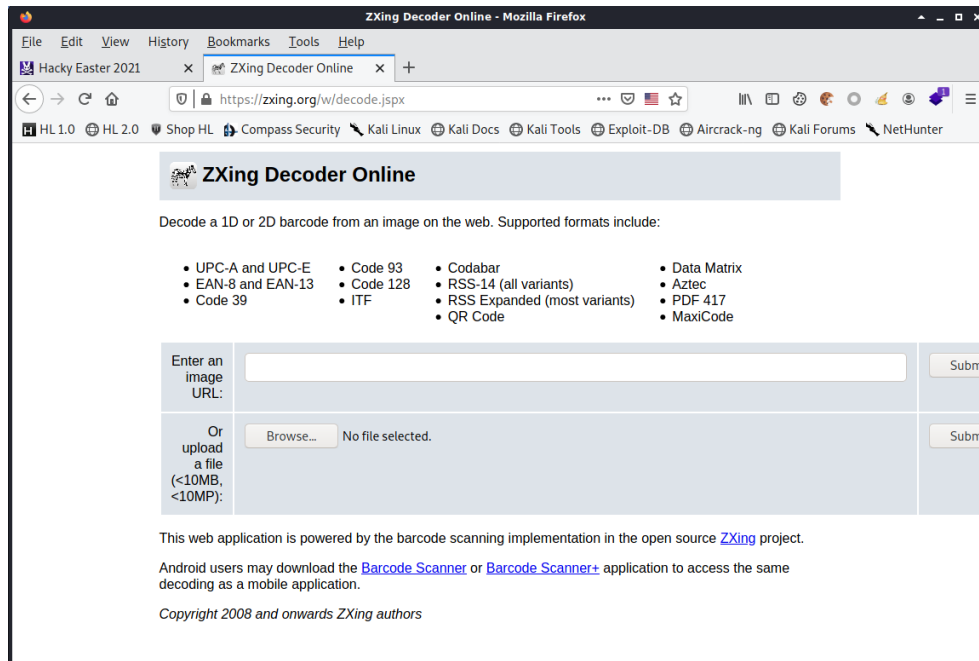 ZXing Decoder Online - Mozilla Firefox
File Edit View History Bookmarks Tools Help
Hacky Easter 2021 ZXing Decoder Online
https://zxing.org/w/decode.jspx
1
HL 1.0 HL 2.0 Shop HL Compass Security Kali Linux Kali Docs Kali Tools Exploit-DB Aircrack-ng Kali Forums NetHunter
ZXing Decoder Online
Decode a 1D or 2D barcode from an image on the web. Supported formats include:
• UPC-A and UPC-E • Code 93 • Codabar • Data Matrix
• EAN-8 and EAN-13 • Code 128 • RSS-14 (all variants) • Aztec
• Code 39 • ITF • RSS Expanded (most variants) • PDF 417
• QR Code • MaxiCode
Enter an
image
URL:
Subm
Or
upload
a file
(<10MB,
<10MP):
Browse... No file selected.
Subm
This web application is powered by the barcode scanning implementation in the open source ZXing project.
Android users may download the Barcode Scanner or Barcode Scanner+ application to access the same
decoding as a mobile application.
Copyright 2008 and onwards ZXing authors